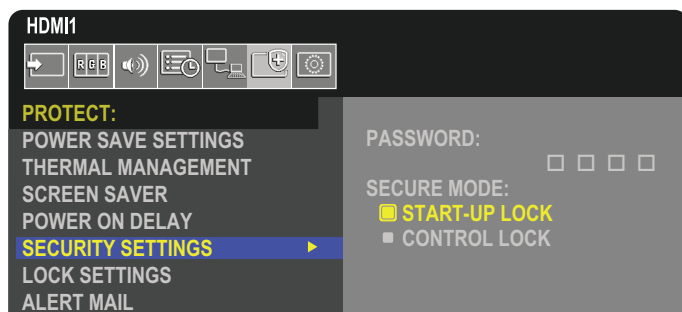 HDMI1
R G B
PROTECT:
POWER SAVE SETTINGS
THERMAL MANAGEMENT
SCREEN SAVER
POWER ON DELAY
SECURITY SETTINGS
LOCK SETTINGS
ALERT MAIL
PASSWORD:
SECURE MODE:
START-UP LOCK
CONTROL LOCK